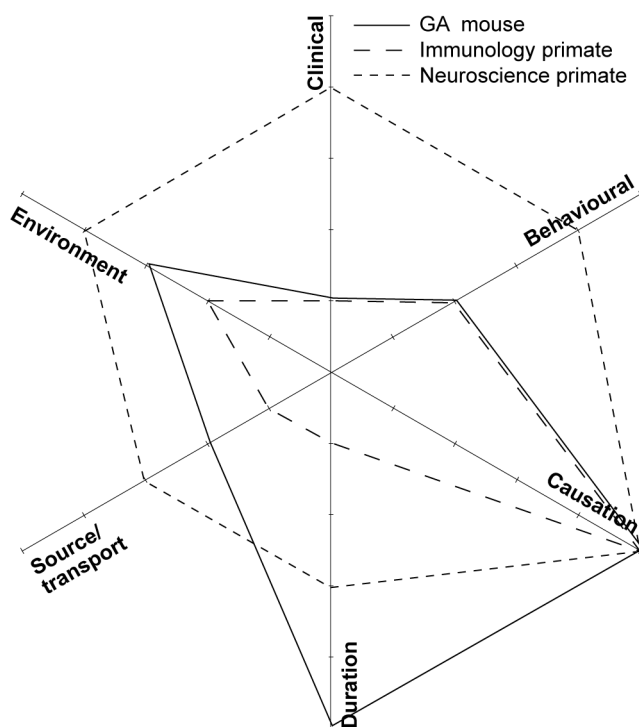 GA mouse
Immunology primate
Neuroscience primate
Clinical
Behavioural
Environment
Causation
Source/
transport
Duration